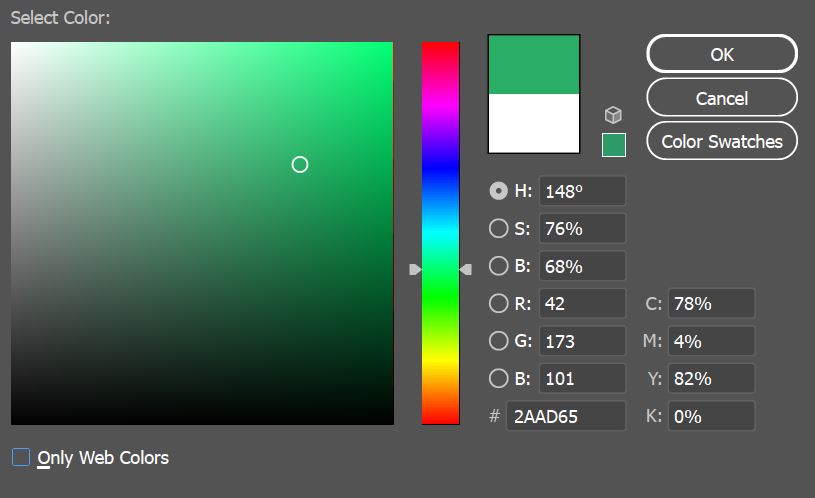 Select Color:
OK
Cancel
Color Swatches
H: 148º
S: 76%
B: 68%
R: 42 C: 78%
G: 173 M: 4%
B: 101 Y: 82%
# 2AAD65 K: 0%
Only Web Colors